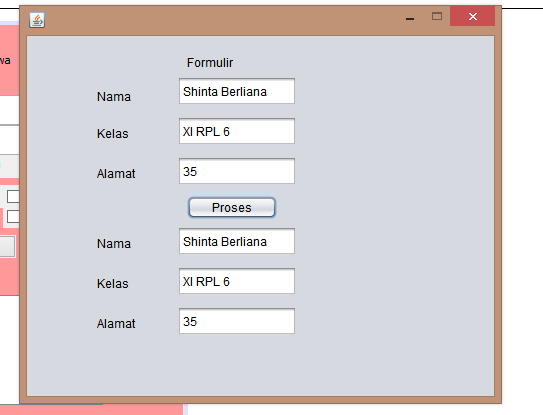 wa
Formulir
Nama Shinta Berliana
Kelas XI RPL 6
Alamat 35
Proses
Nama Shinta Berliana
Kelas XI RPL 6
Alamat 35